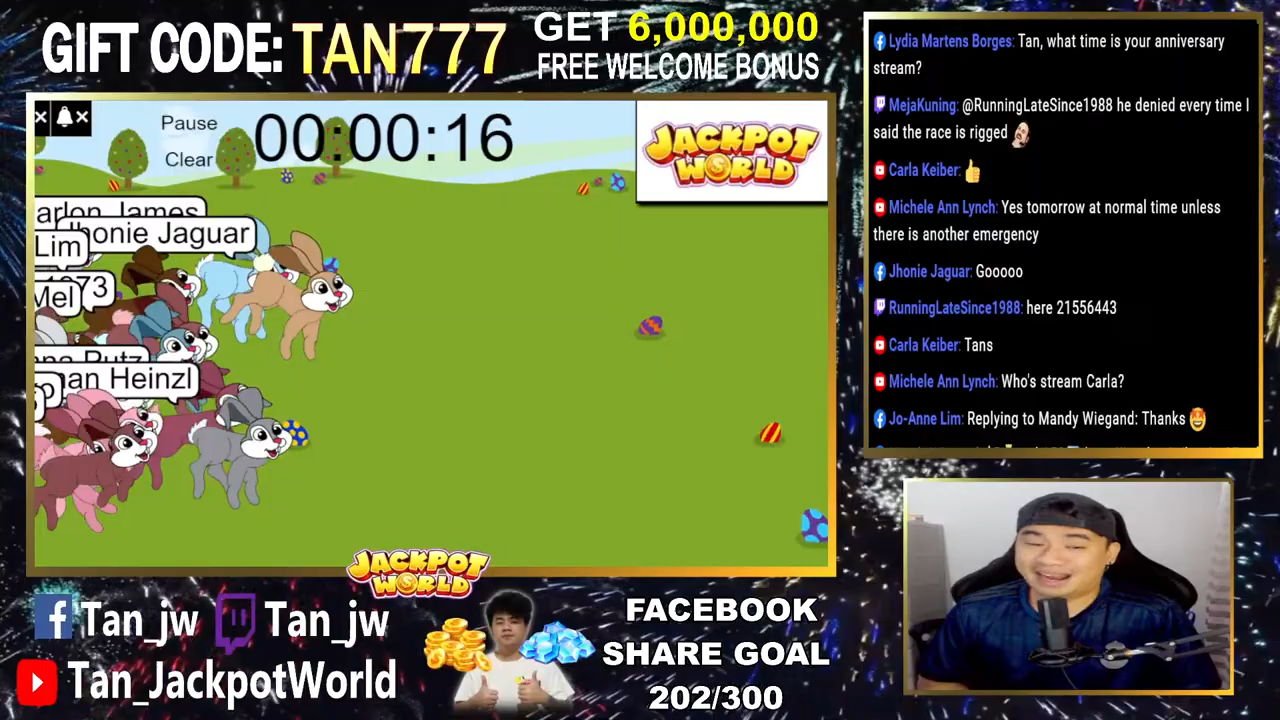 GIFT CODE: TAN777
GET 6,000,000
FREE WELCOME BONUS
Pause
Clear
00:00:16
JACKPOT
WORLD
arlon James
Jhonie Jaguar
Lim
Mel
man Heinzl
JACKPOT
WORLD
Tan_jw
Tan_jw
Tan_JackpotWorld
FACEBOOK
SHARE GOAL
202/300
Lydia Martens Borges: Tan, what time is your anniversary
stream?
MejaKuning: @RunningLateSince1988 he denied every time I
said the race is rigged
Carla Keiber:
Michele Ann Lynch: Yes tomorrow at normal time unless
there is another emergency
Jhonie Jaguar: Gooooo
RunningLateSince1988: here 21556443
Carla Keiber: Tans
Michele Ann Lynch: Who's stream Carla?
Jo-Anne Lim: Replying to Mandy Wiegand: Thanks